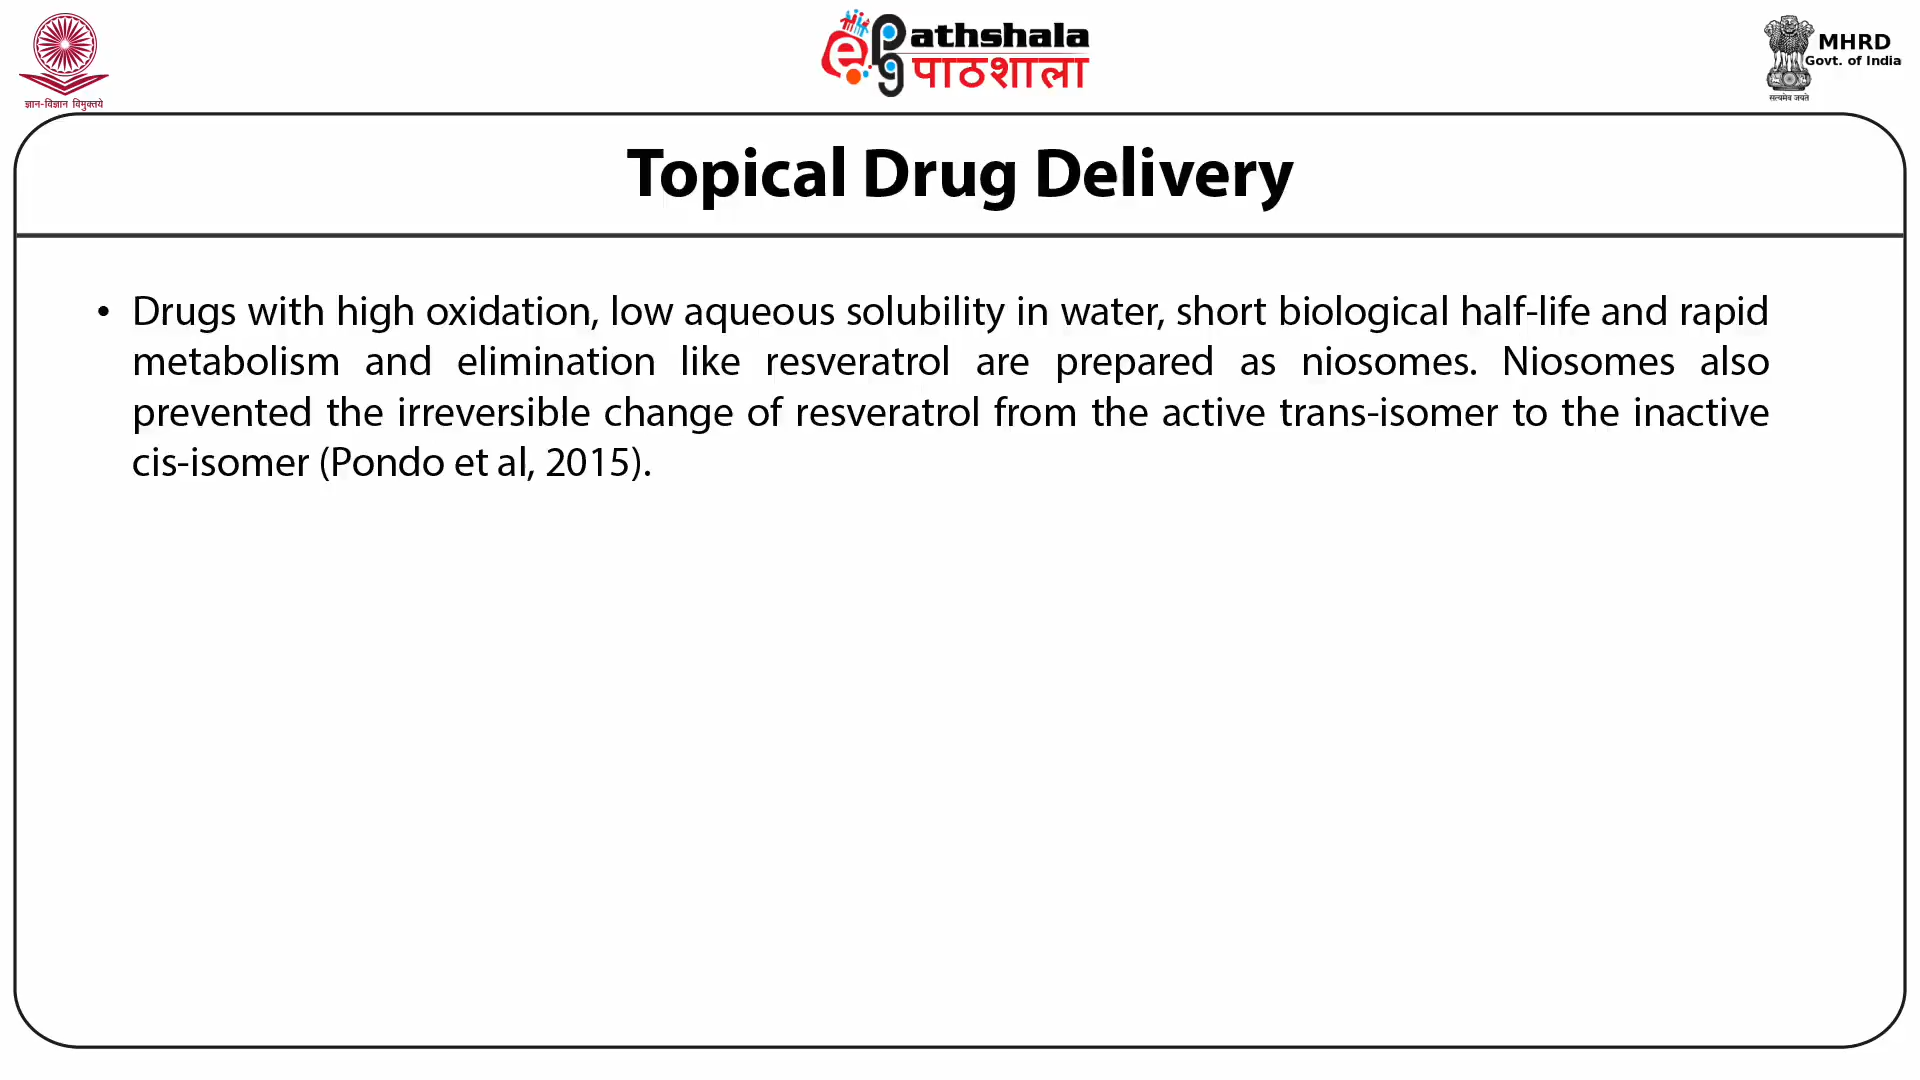 ज्ञान-विज्ञान विमुक्तये
ePathshala
पाठशाला
MHRD
Govt. of India
सत्यमेव जयते
Topical Drug Delivery
• Drugs with high oxidation, low aqueous solubility in water, short biological half-life and rapid
metabolism and elimination like resveratrol are prepared as niosomes. Niosomes also
prevented the irreversible change of resveratrol from the active trans-isomer to the inactive
cis-isomer (Pondo et al, 2015).